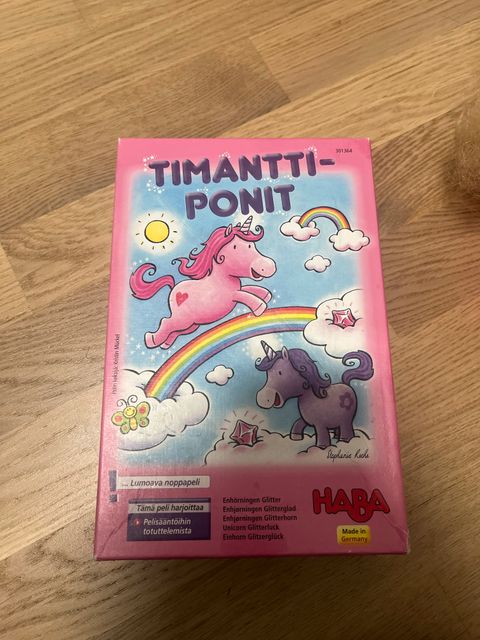 301364
TIMANTTI-
PONIT
Stephanie Roehe
... Lumoava noppapeli
Tämä peli harjoittaa
Pelisääntöihin
totuttelemista
Enhörningen Glitter
Enhjørningen Glitterglad
Enhjørningen Glitterhorn
Unicorn Glitterluck
Einhorn Glitzerglück
HABA
Made in
Germany